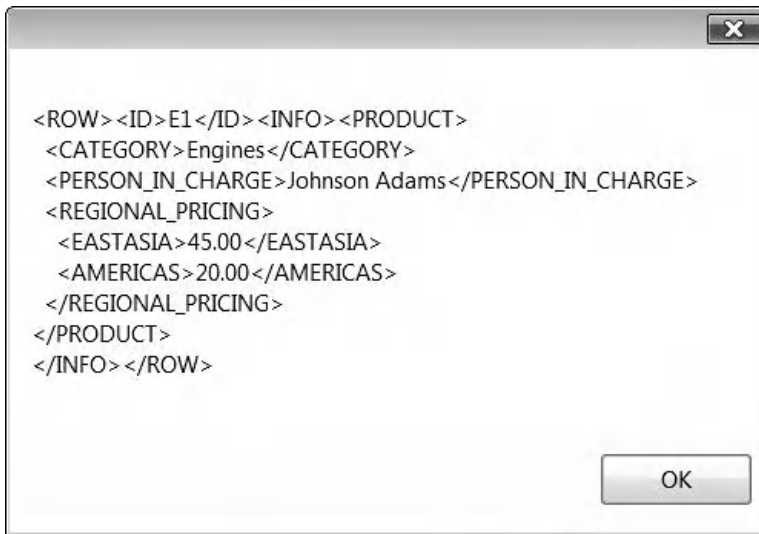 <ROW><ID>E1</ID><INFO><PRODUCT>
<CATEGORY>Engines</CATEGORY>
<PERSON_IN_CHARGE>Johnson Adams</PERSON_IN_CHARGE>
<REGIONAL_PRICING>
<EASTASIA>45.00</EASTASIA>
<AMERICAS>20.00</AMERICAS>
</REGIONAL_PRICING>
</PRODUCT>
</INFO></ROW>
OK